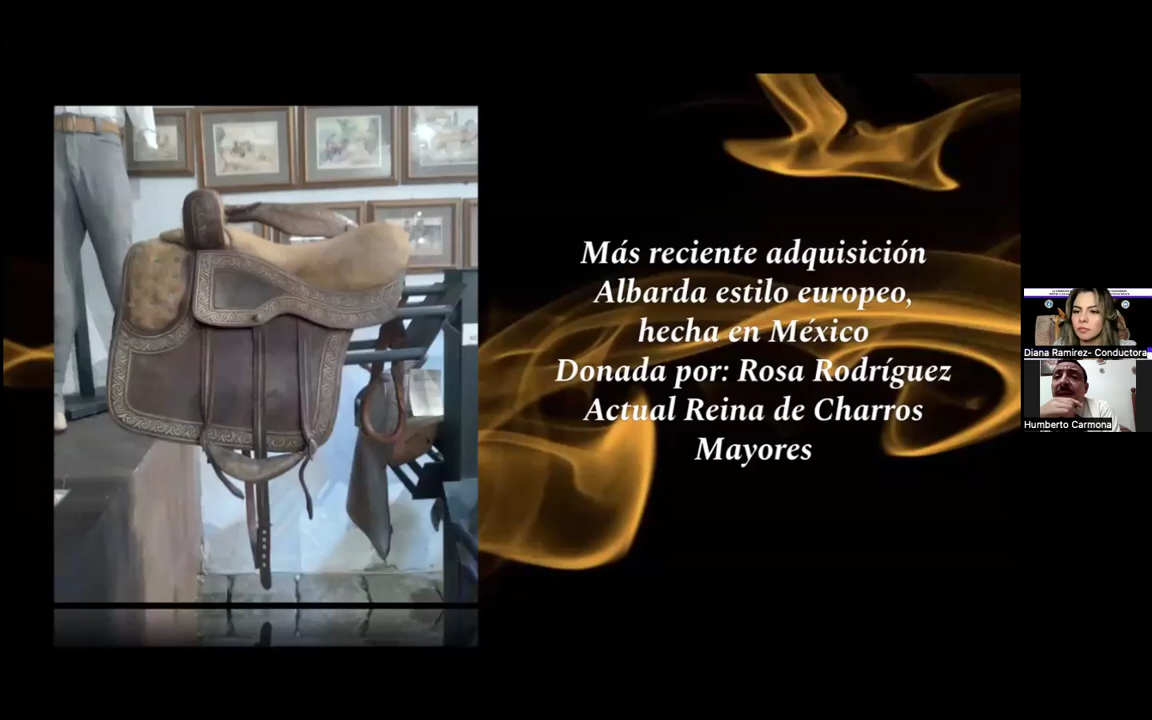 Más reciente adquisición
Albarda estilo europeo,
hecha en México
Donada por: Rosa Rodríguez
Actual Reina de Charros
Mayores
Diana Ramirez- Conductora
Humberto Carmona